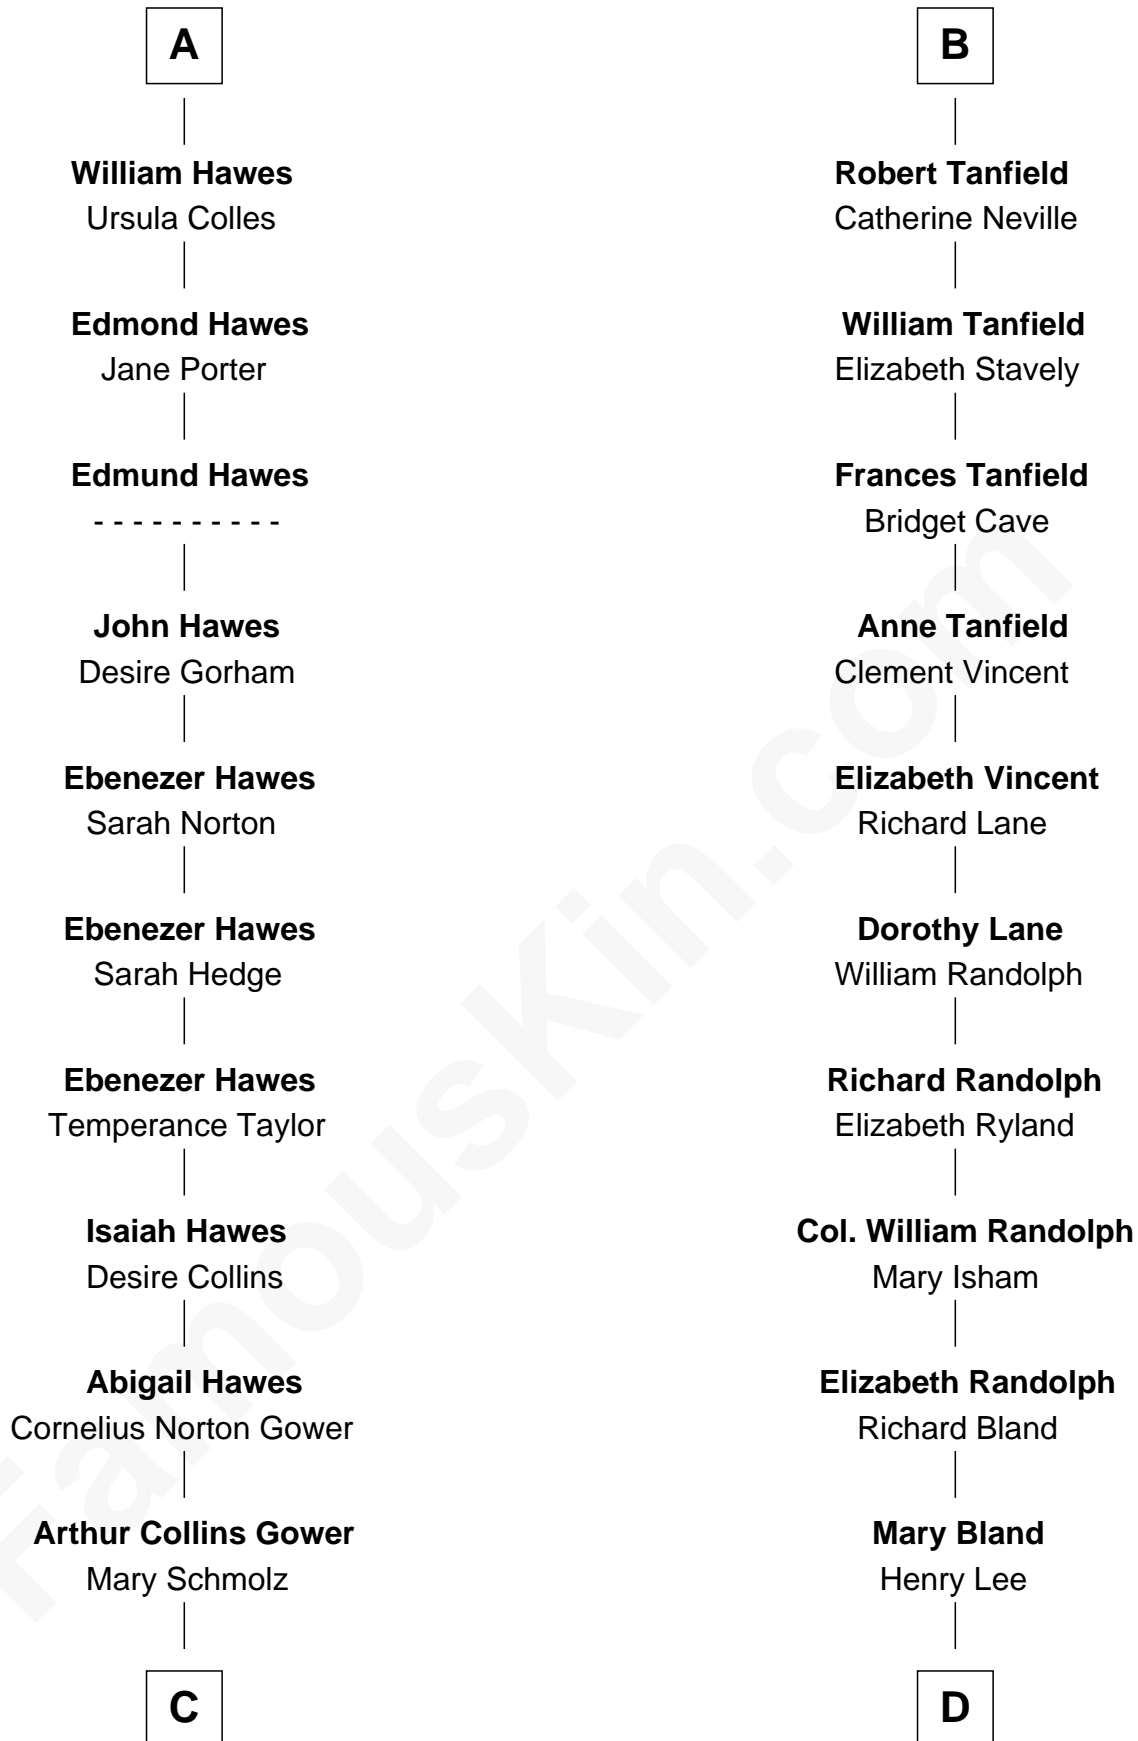 A
William Hawes
Ursula Colles
Edmond Hawes
Jane Porter
Edmund Hawes
- - - - - - - - - -
John Hawes
Desire Gorham
Ebenezer Hawes
Sarah Norton
Ebenezer Hawes
Sarah Hedge
Ebenezer Hawes
Temperance Taylor
Isaiah Hawes
Desire Collins
Abigail Hawes
Cornelius Norton Gower
Arthur Collins Gower
Mary Schmolz
C
B
Robert Tanfield
Catherine Neville
William Tanfield
Elizabeth Stavely
Frances Tanfield
Bridget Cave
Anne Tanfield
Clement Vincent
Elizabeth Vincent
Richard Lane
Dorothy Lane
William Randolph
Richard Randolph
Elizabeth Ryland
Col. William Randolph
Mary Isham
Elizabeth Randolph
Richard Bland
Mary Bland
Henry Lee
D
FamousKin.com